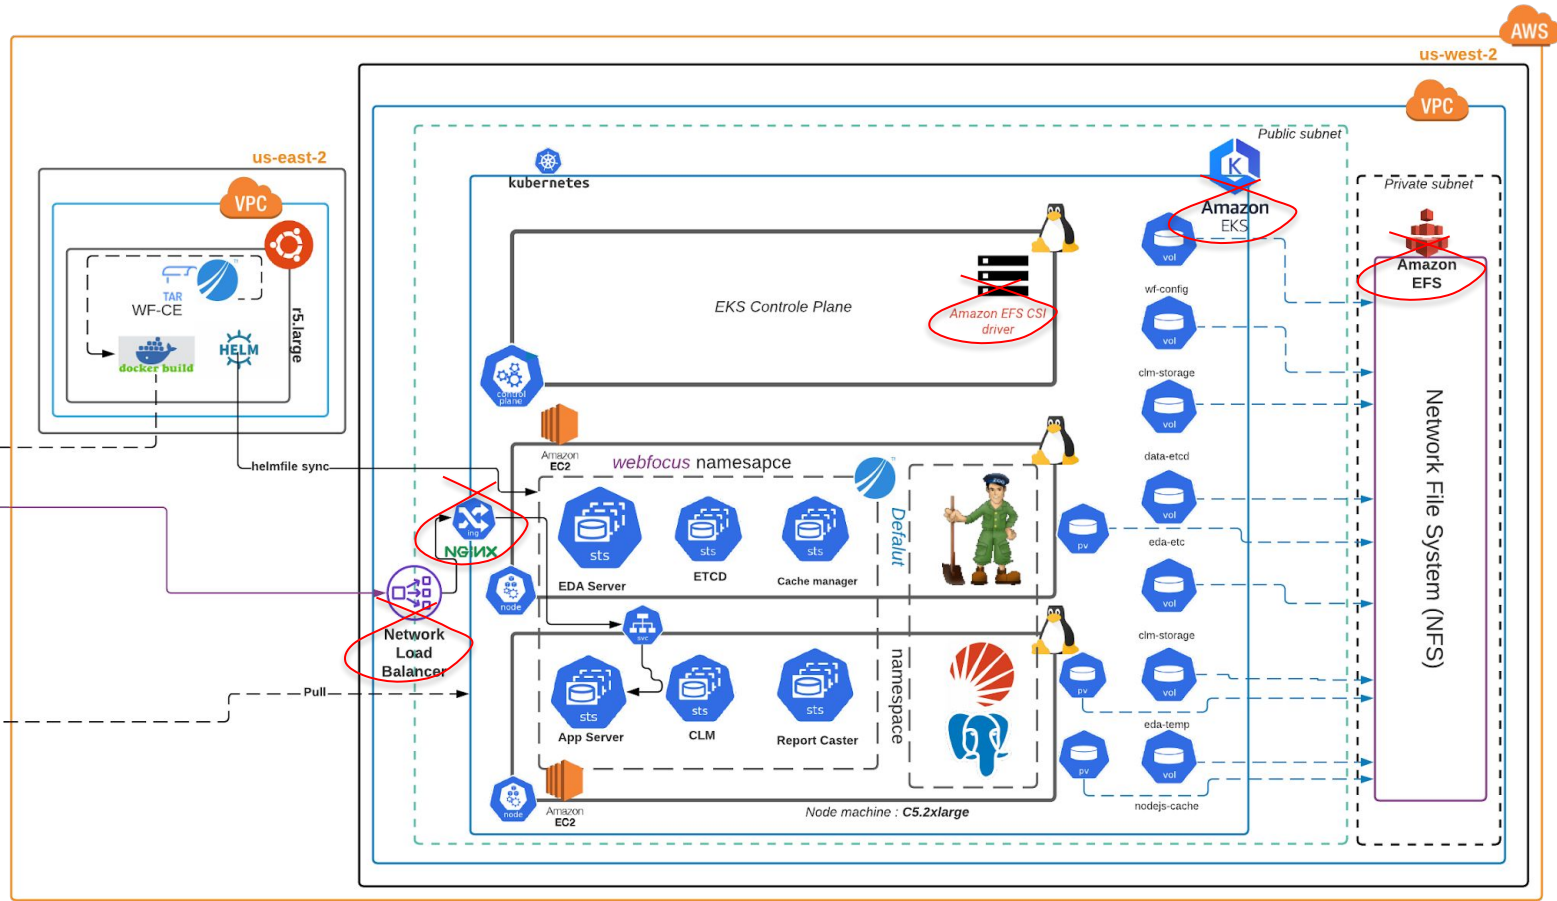 AWS
us-west-2
VPC
Public subnet
Private subnet
us-east-2
VPC
kubernetes
Amazon
EKS
TAR
WF-CE
r5.large
docker build
HELM
EKS Controle Plane
Amazon EFS CSI
driver
control
plane
vol
wf-config
vol
clm-storage
vol
data-etcd
vol
eda-etc
vol
clm-storage
vol
eda-temp
vol
nodejs-cache
pv
pv
pv
Amazon
EFS
Network File System (NFS)
Amazon
EC2
webfocus namesapce
helmfile sync
ing
NGINX
Network
Load
Balancer
Pull
sts
EDA Server
sts
ETCD
sts
Cache manager
Defalut
namespace
node
svc
sts
App Server
sts
CLM
sts
Report Caster
node
Amazon
EC2
Node machine : C5.2xlarge